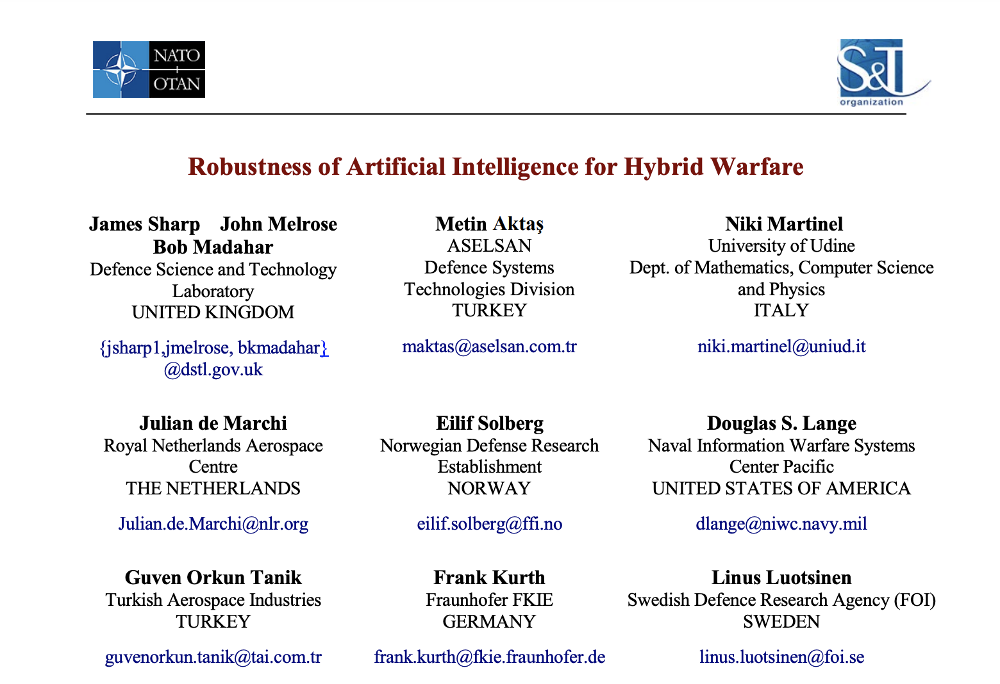 NATO
OTAN
S&T
organization
Robustness of Artificial Intelligence for Hybrid Warfare
James Sharp John Melrose
Bob Madahar
Defence Science and Technology
Laboratory
UNITED KINGDOM
{jsharp1,jmelrose, bkmadahar}
@dstl.gov.uk
Metin Aktaş
ASELSAN
Defence Systems
Technologies Division
TURKEY
maktas@aselsan.com.tr
Niki Martinel
University of Udine
Dept. of Mathematics, Computer Science
and Physics
ITALY
niki.martinel@uniud.it
Julian de Marchi
Royal Netherlands Aerospace
Centre
THE NETHERLANDS
Julian.de.Marchi@nlr.org
Eilif Solberg
Norwegian Defense Research
Establishment
NORWAY
eilif.solberg@ffi.no
Douglas S. Lange
Naval Information Warfare Systems
Center Pacific
UNITED STATES OF AMERICA
dlange@niwc.navy.mil
Guven Orkun Tanik
Turkish Aerospace Industries
TURKEY
guvenorkun.tanik@tai.com.tr
Frank Kurth
Fraunhofer FKIE
GERMANY
frank.kurth@fkie.fraunhofer.de
Linus Luotsinen
Swedish Defence Research Agency (FOI)
SWEDEN
linus.luotsinen@foi.se